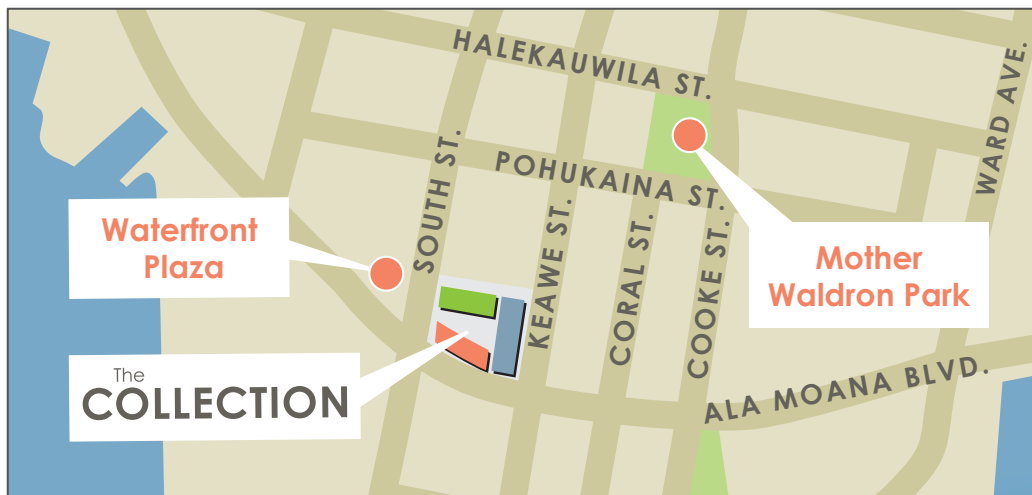 HALEKAUWILA ST.
WARD AVE.
SOUTH ST.
POHUKAINA ST.
Waterfront
Plaza
KEAWE ST.
CORAL ST.
COOKE ST.
Mother
Waldron Park
The
COLLECTION
ALA MOANA BLVD.